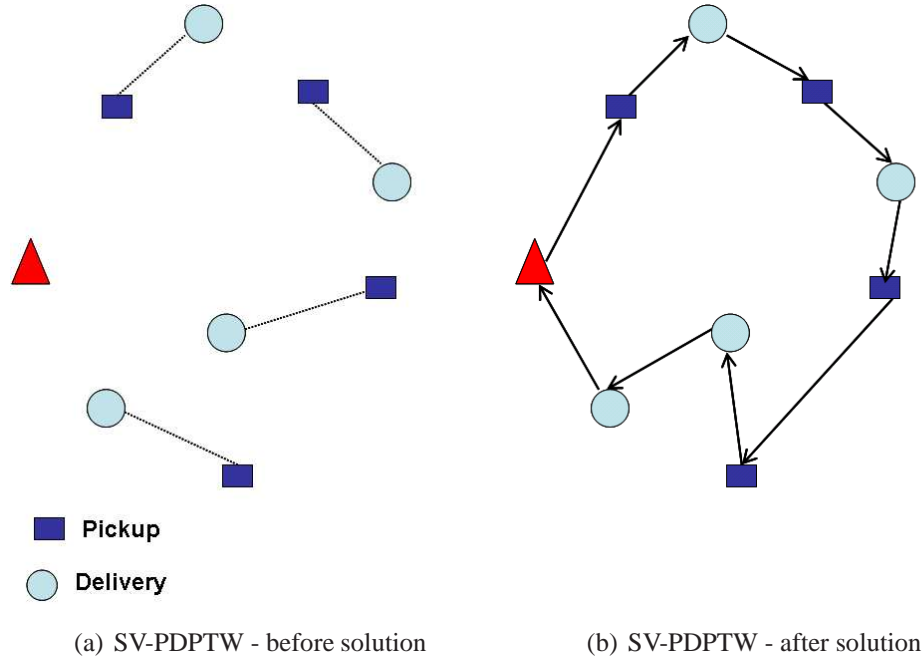 Pickup
Delivery
(a) SV-PDPTW - before solution
(b) SV-PDPTW - after solution